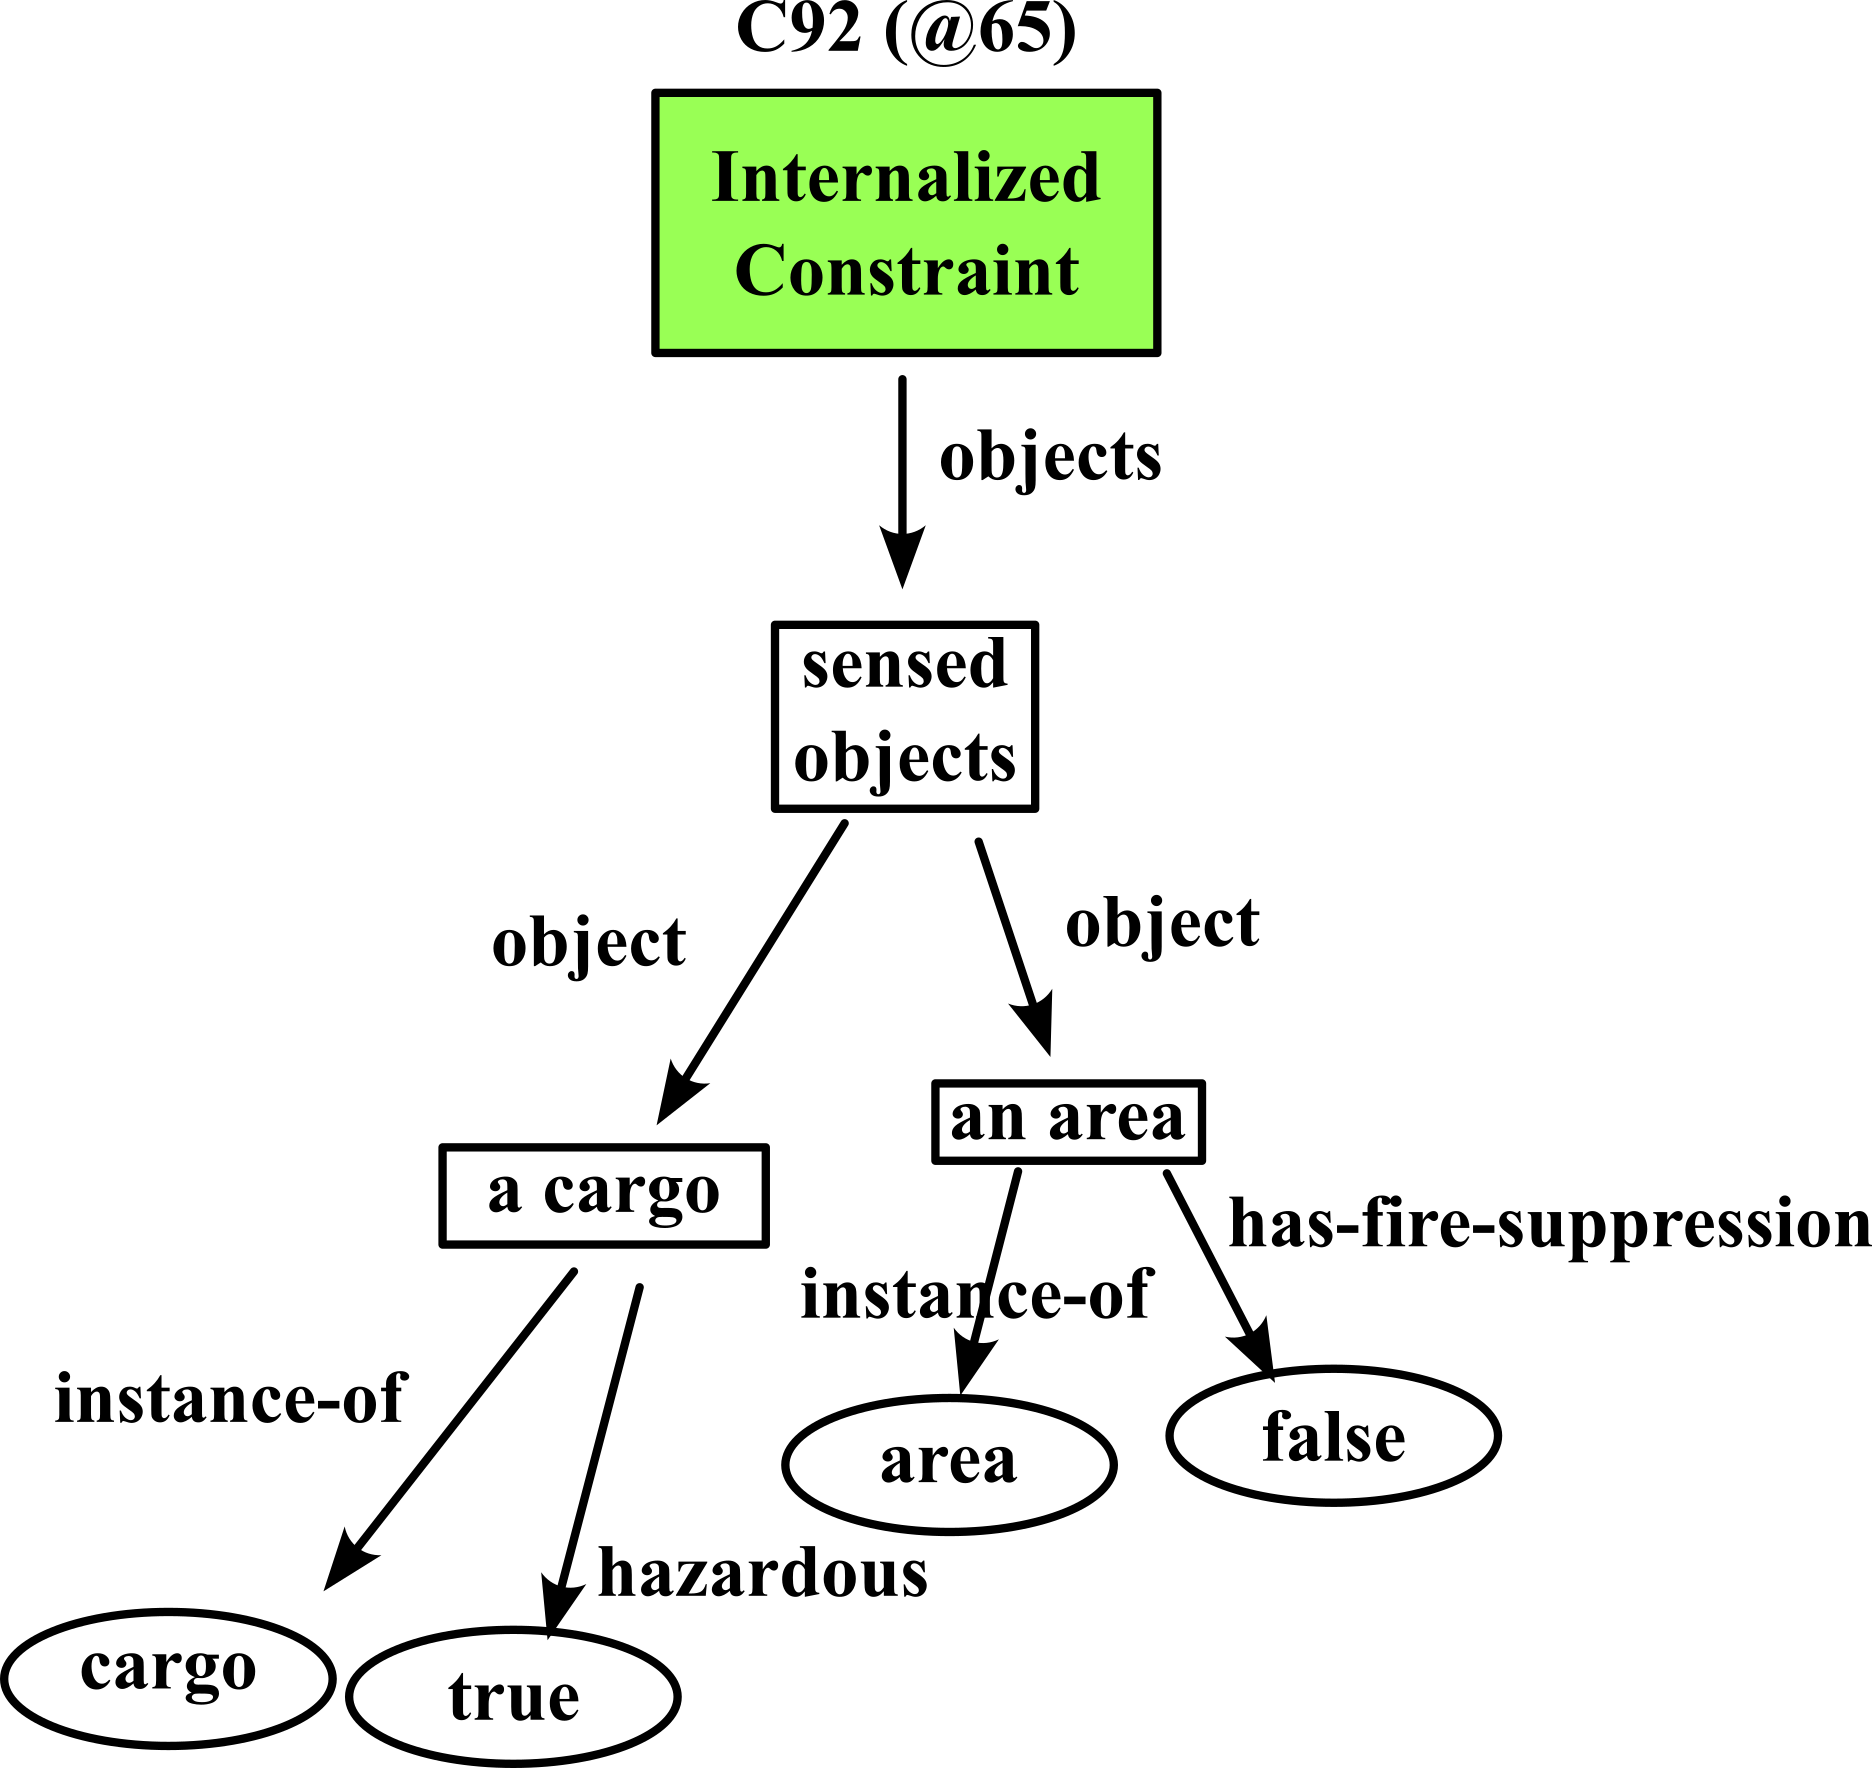 C92 (@65)
Internalized
Constraint
objects
sensed
objects
object
object
a cargo
an area
instance-of
hazardous
instance-of
has-fire-suppression
cargo
true
area
false